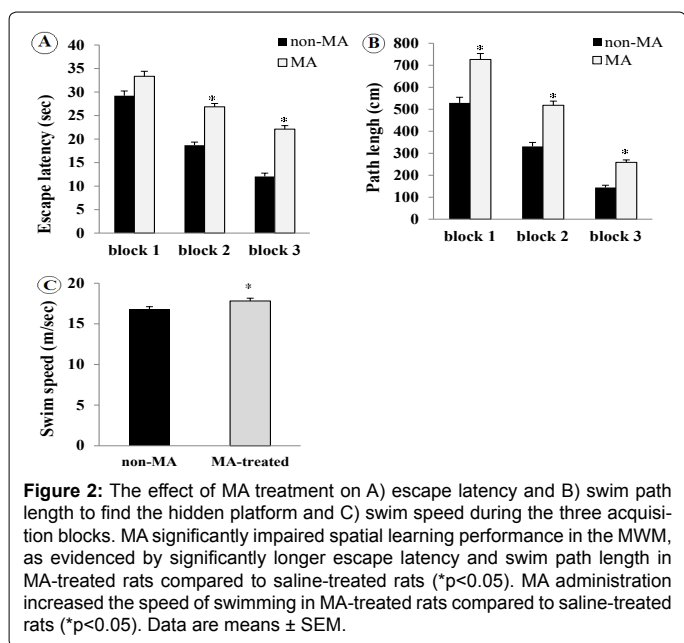 A
non-MA
MA
Escape latency (sec)
40
35
30
25
20
15
10
5
0
*
*
block 1 block 2 block 3
B
non-MA
MA
Path lengh (cm)
800
700
600
500
400
300
200
100
0
*
*
*
block 1 block 2 block 3
C
Swim speed (m/sec)
20
15
10
5
0
*
non-MA MA-treated
Figure 2: The effect of MA treatment on A) escape latency and B) swim path
length to find the hidden platform and C) swim speed during the three acquisi-
tion blocks. MA significantly impaired spatial learning performance in the MWM,
as evidenced by significantly longer escape latency and swim path length in
MA-treated rats compared to saline-treated rats (*p<0.05). MA administration
increased the speed of swimming in MA-treated rats compared to saline-treated
rats (*p<0.05). Data are means ± SEM.